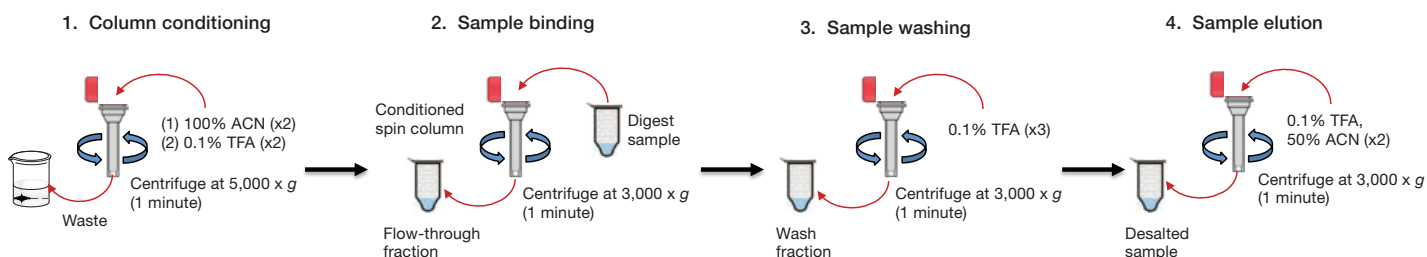 1. Column conditioning
(1) 100% ACN (x2)
(2) 0.1% TFA (x2)
Centrifuge at 5,000 x g
(1 minute)
Waste
2. Sample binding
Conditioned
spin column
Digest
sample
Centrifuge at 3,000 x g
(1 minute)
Flow-through
fraction
3. Sample washing
0.1% TFA (x3)
Centrifuge at 3,000 x g
(1 minute)
Wash
fraction
4. Sample elution
0.1% TFA,
50% ACN (x2)
Centrifuge at 3,000 x g
(1 minute)
Desalted
sample